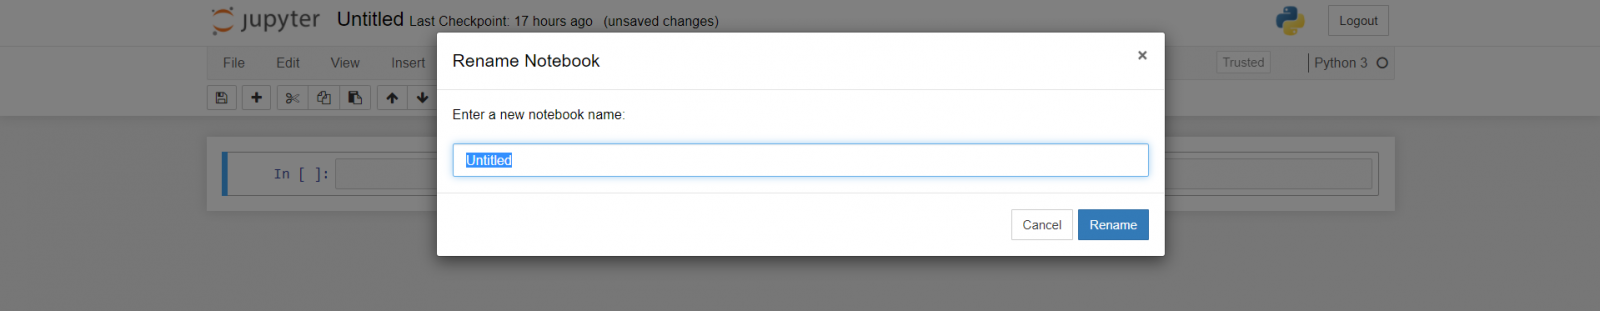 jupyter Untitled Last Checkpoint: 17 hours ago (unsaved changes) Logout
File Edit View Insert Trusted Python 3
Rename Notebook ×
Enter a new notebook name:
Untitled
In [ ]:
Cancel Rename